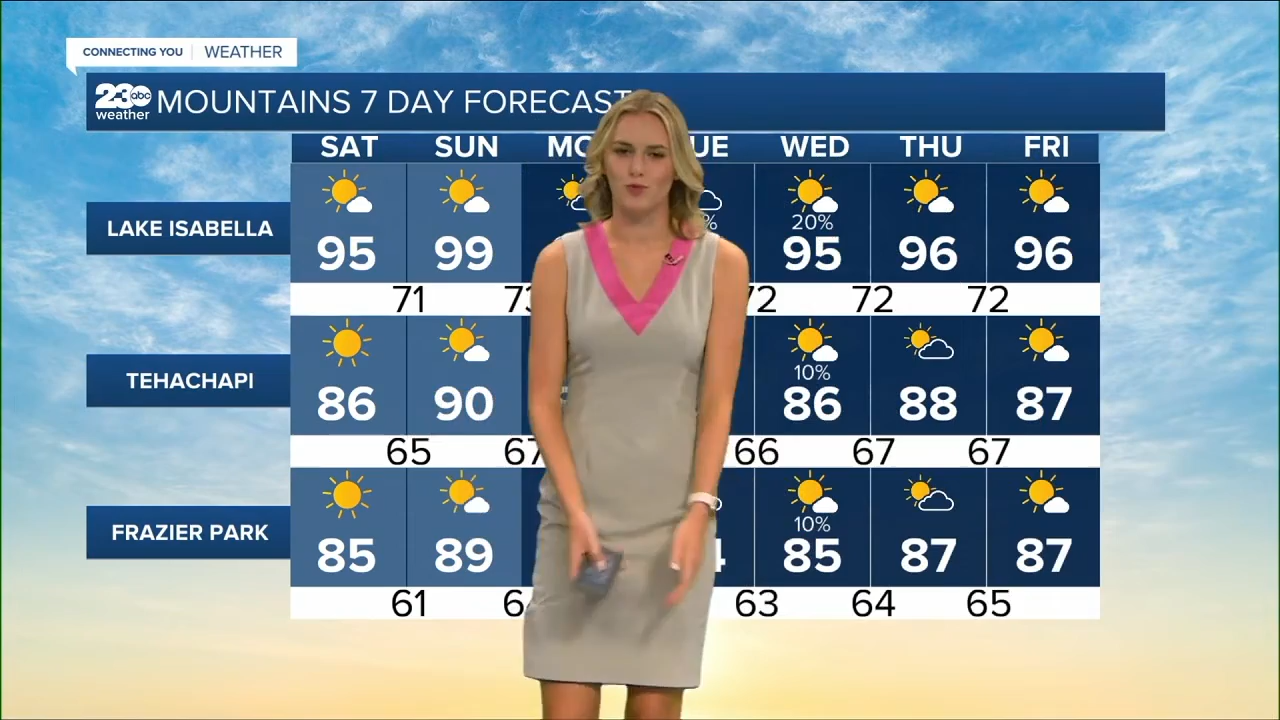 CONNECTING YOU | WEATHER
23 abc
weather
MOUNTAINS 7 DAY FORECAST
SAT SUN WED THU FRI
LAKE ISABELLA
20%
95 99 95 96 96
71 72 72
TEHACHAPI
10%
86 90 86 88 87
65 67 66 67 67
FRAZIER PARK
10%
85 89 85 87 87
61 63 64 65